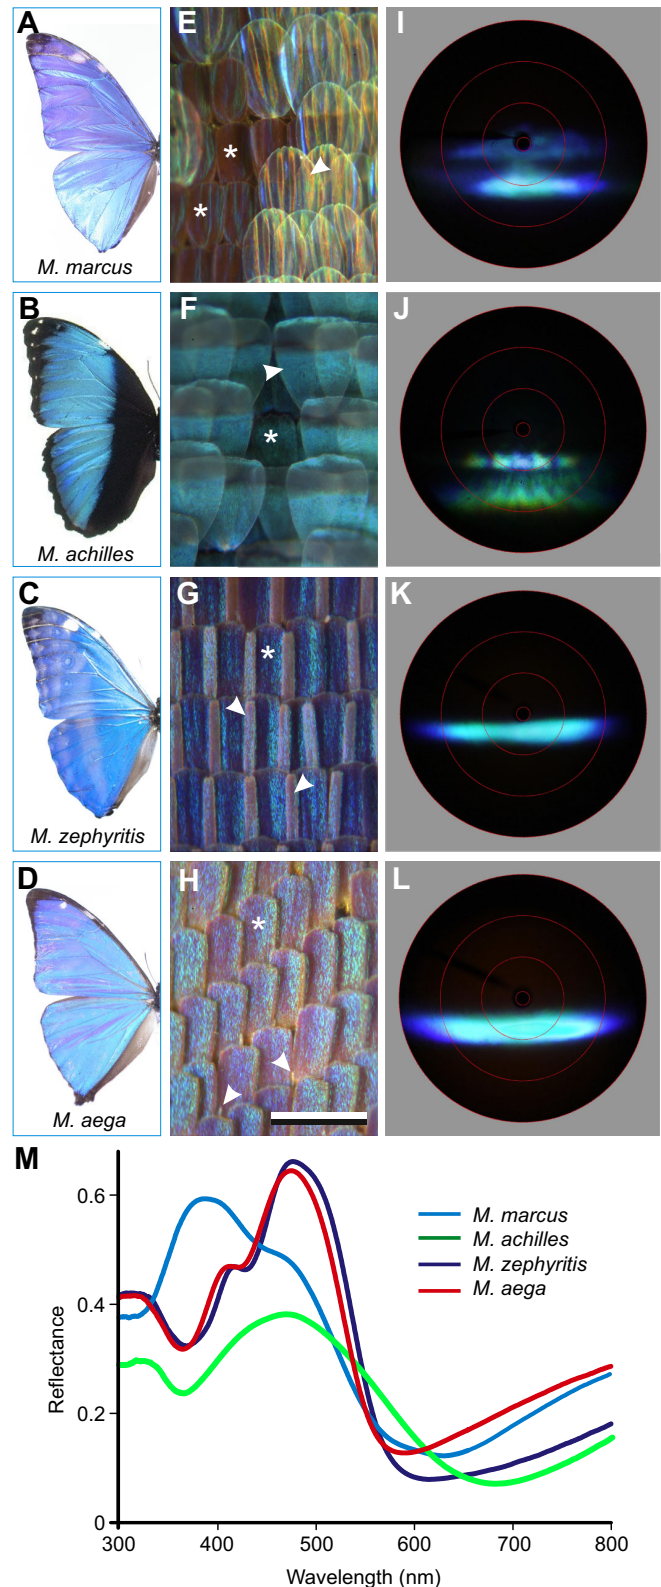 A
E
I
M. marcus
B
F
J
M. achilles
C
G
K
M. zephyritis
D
H
L
M. aega
M
0.6
0.4
0.2
0
Reflectance
M. marcus
M. achilles
M. zephyritis
M. aega
300 400 500 600 700 800
Wavelength (nm)